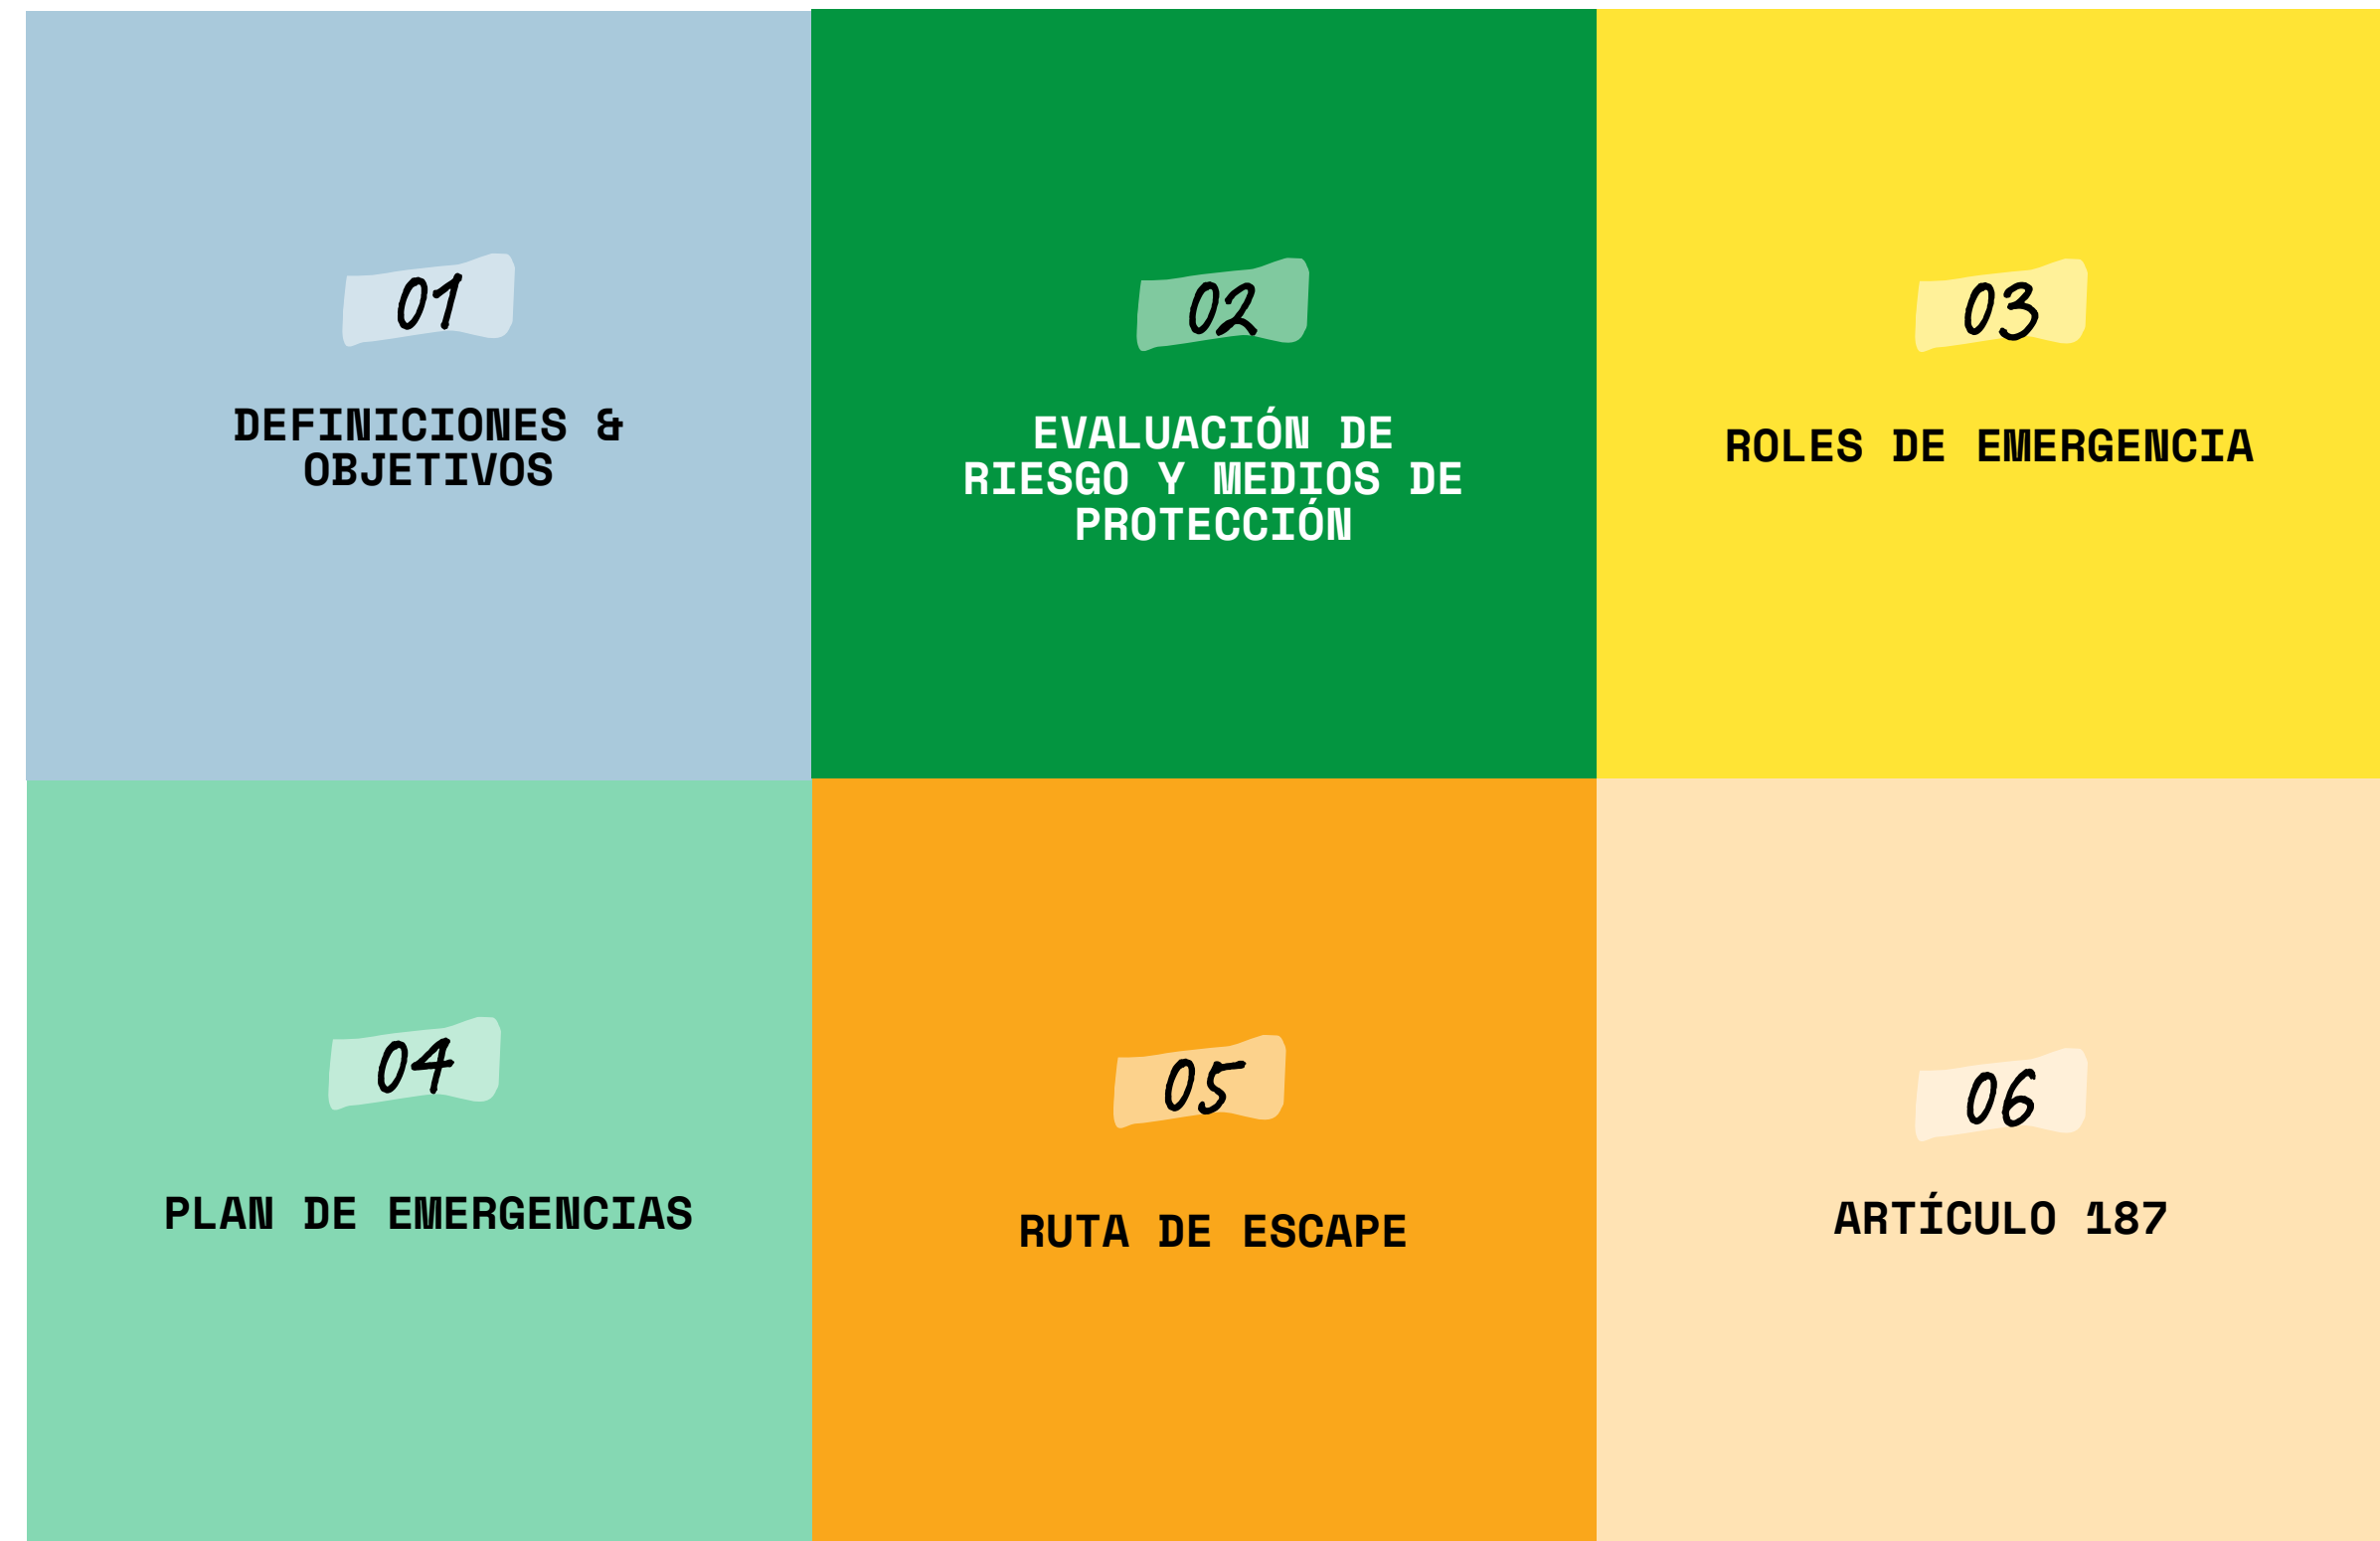 01
DEFINICIONES &
OBJETIVOS
02
EVALUACIÓN DE
RIESGO Y MEDIOS DE
PROTECCIÓN
03
ROLES DE EMERGENCIA
04
PLAN DE EMERGENCIAS
05
RUTA DE ESCAPE
06
ARTÍCULO 187